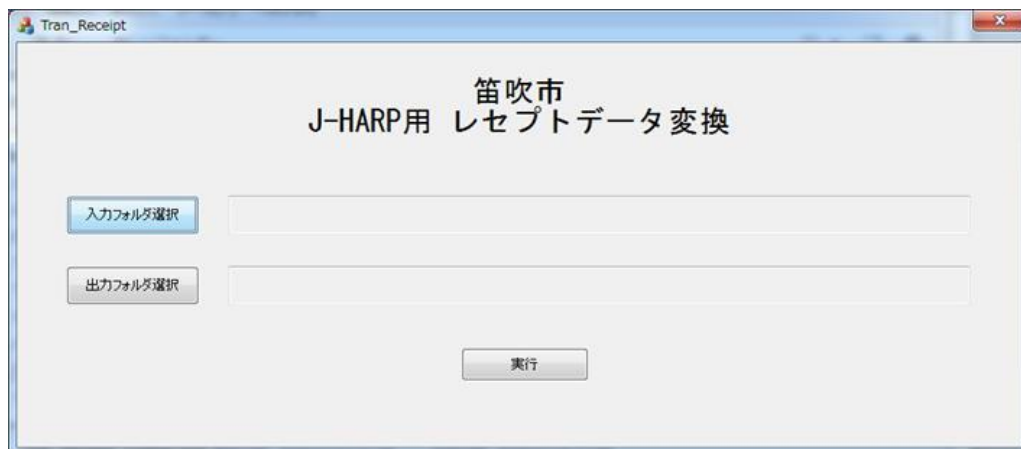 Tran_Receipt
笛吹市
J-HARP用 レセプトデータ変換
入力フォルダ選択
出力フォルダ選択
実行